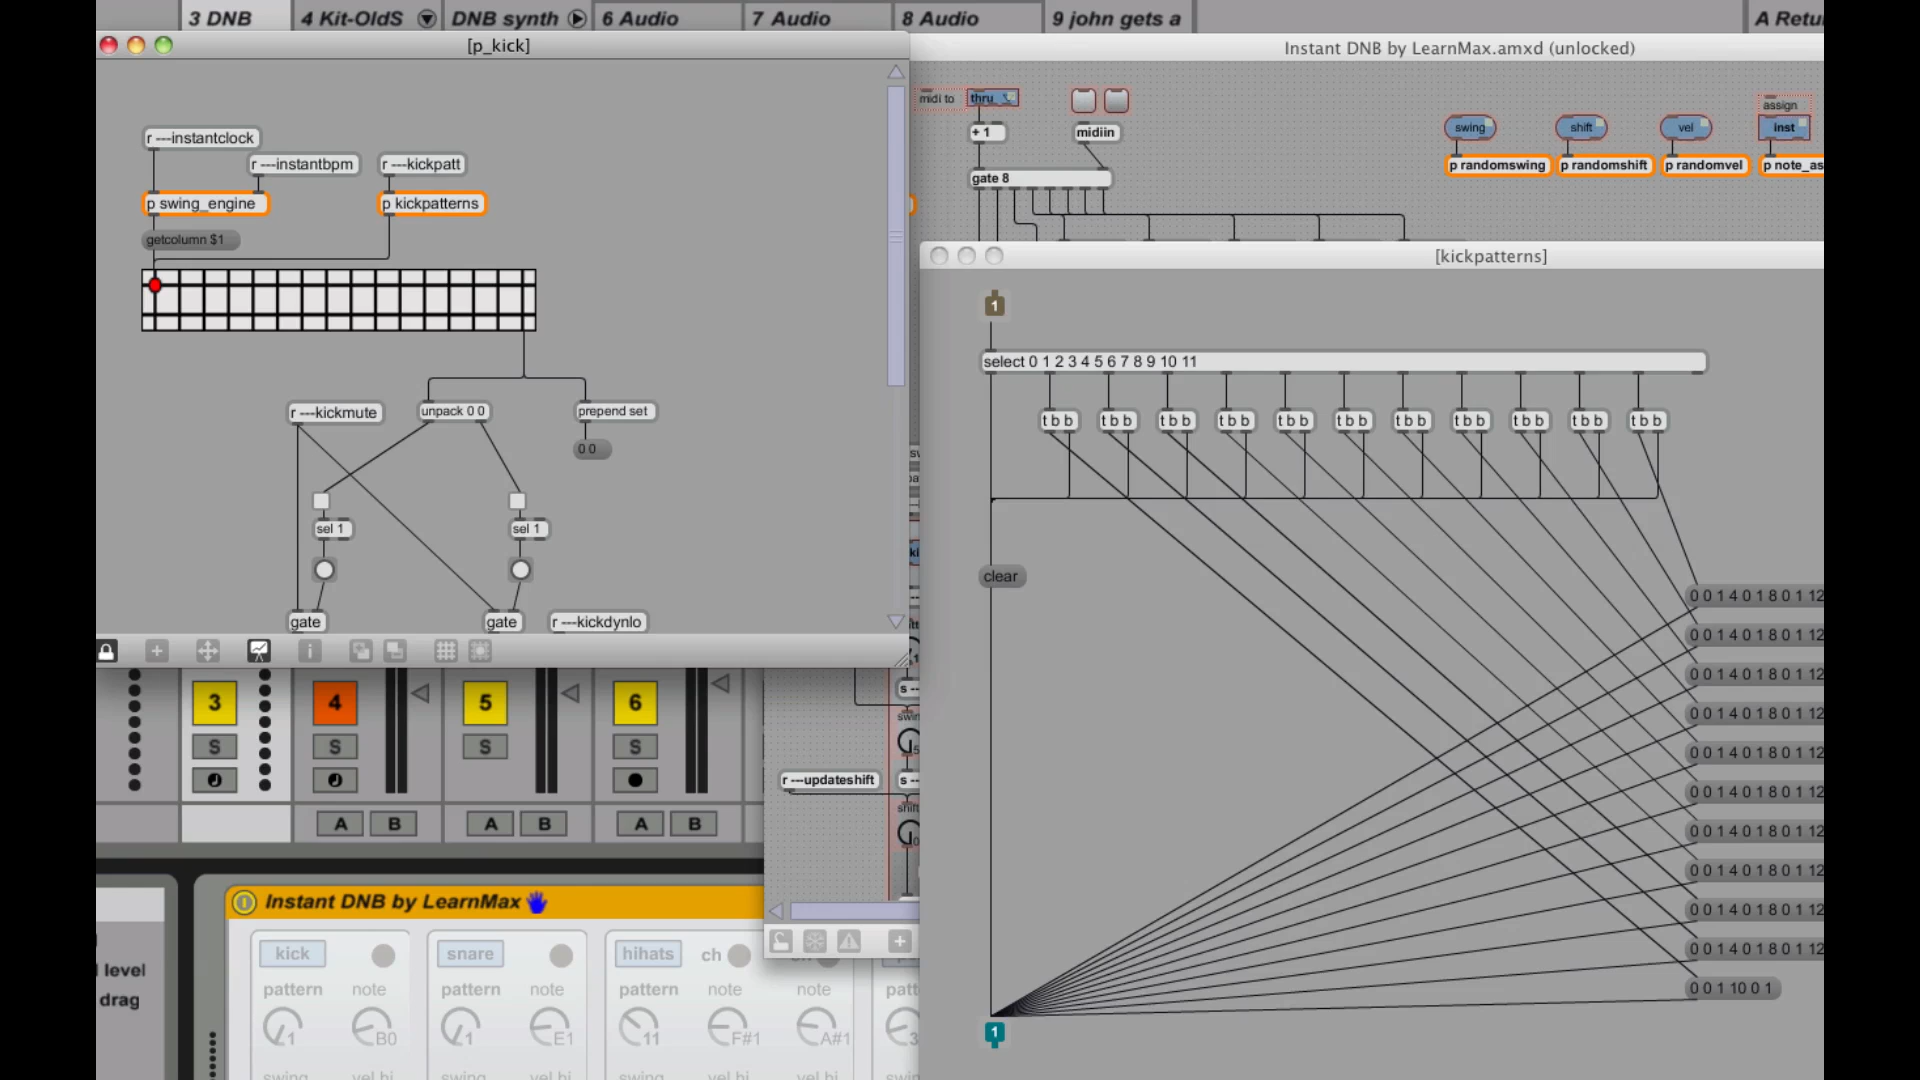 3 DNB
4 Kit-OldS
DNB synth
6 Audio
7 Audio
8 Audio
9 john gets a
[p_kick]
r ---instantclock
r ---instantbpm
r ---kickpatt
p swing_engine
p kickpatterns
getcolumn $1
r ---kickmute
unpack 0 0
prepend set
0 0
sel 1
sel 1
gate
gate
r ---kickdynlo
Instant DNB by LearnMax.amxd (unlocked)
midi to
thru
+ 1
midiin
gate 8
swing
shift
vel
assign
inst
p randomswing
p randomshift
p randomvel
p note_as
[kickpatterns]
1
select 0 1 2 3 4 5 6 7 8 9 10 11
t b b
t b b
t b b
t b b
t b b
t b b
t b b
t b b
t b b
t b b
t b b
clear
0 0 1 4 0 1 8 0 1 12
0 0 1 4 0 1 8 0 1 12
0 0 1 4 0 1 8 0 1 12
0 0 1 4 0 1 8 0 1 12
0 0 1 4 0 1 8 0 1 12
0 0 1 4 0 1 8 0 1 12
0 0 1 4 0 1 8 0 1 12
0 0 1 4 0 1 8 0 1 12
0 0 1 4 0 1 8 0 1 12
0 0 1 4 0 1 8 0 1 12
0 0 1 10 0 1
1
3
4
5
6
S
S
S
S
A B
A B
A B
r ---updateshift
level
drag
Instant DNB by LearnMax
kick
snare
hihats
ch
pattern
note
pattern
note
pattern
note
note
1
B0
1
E1
11
F#1
A#1
swing
vel hi
swing
vel hi
swing
vel hi